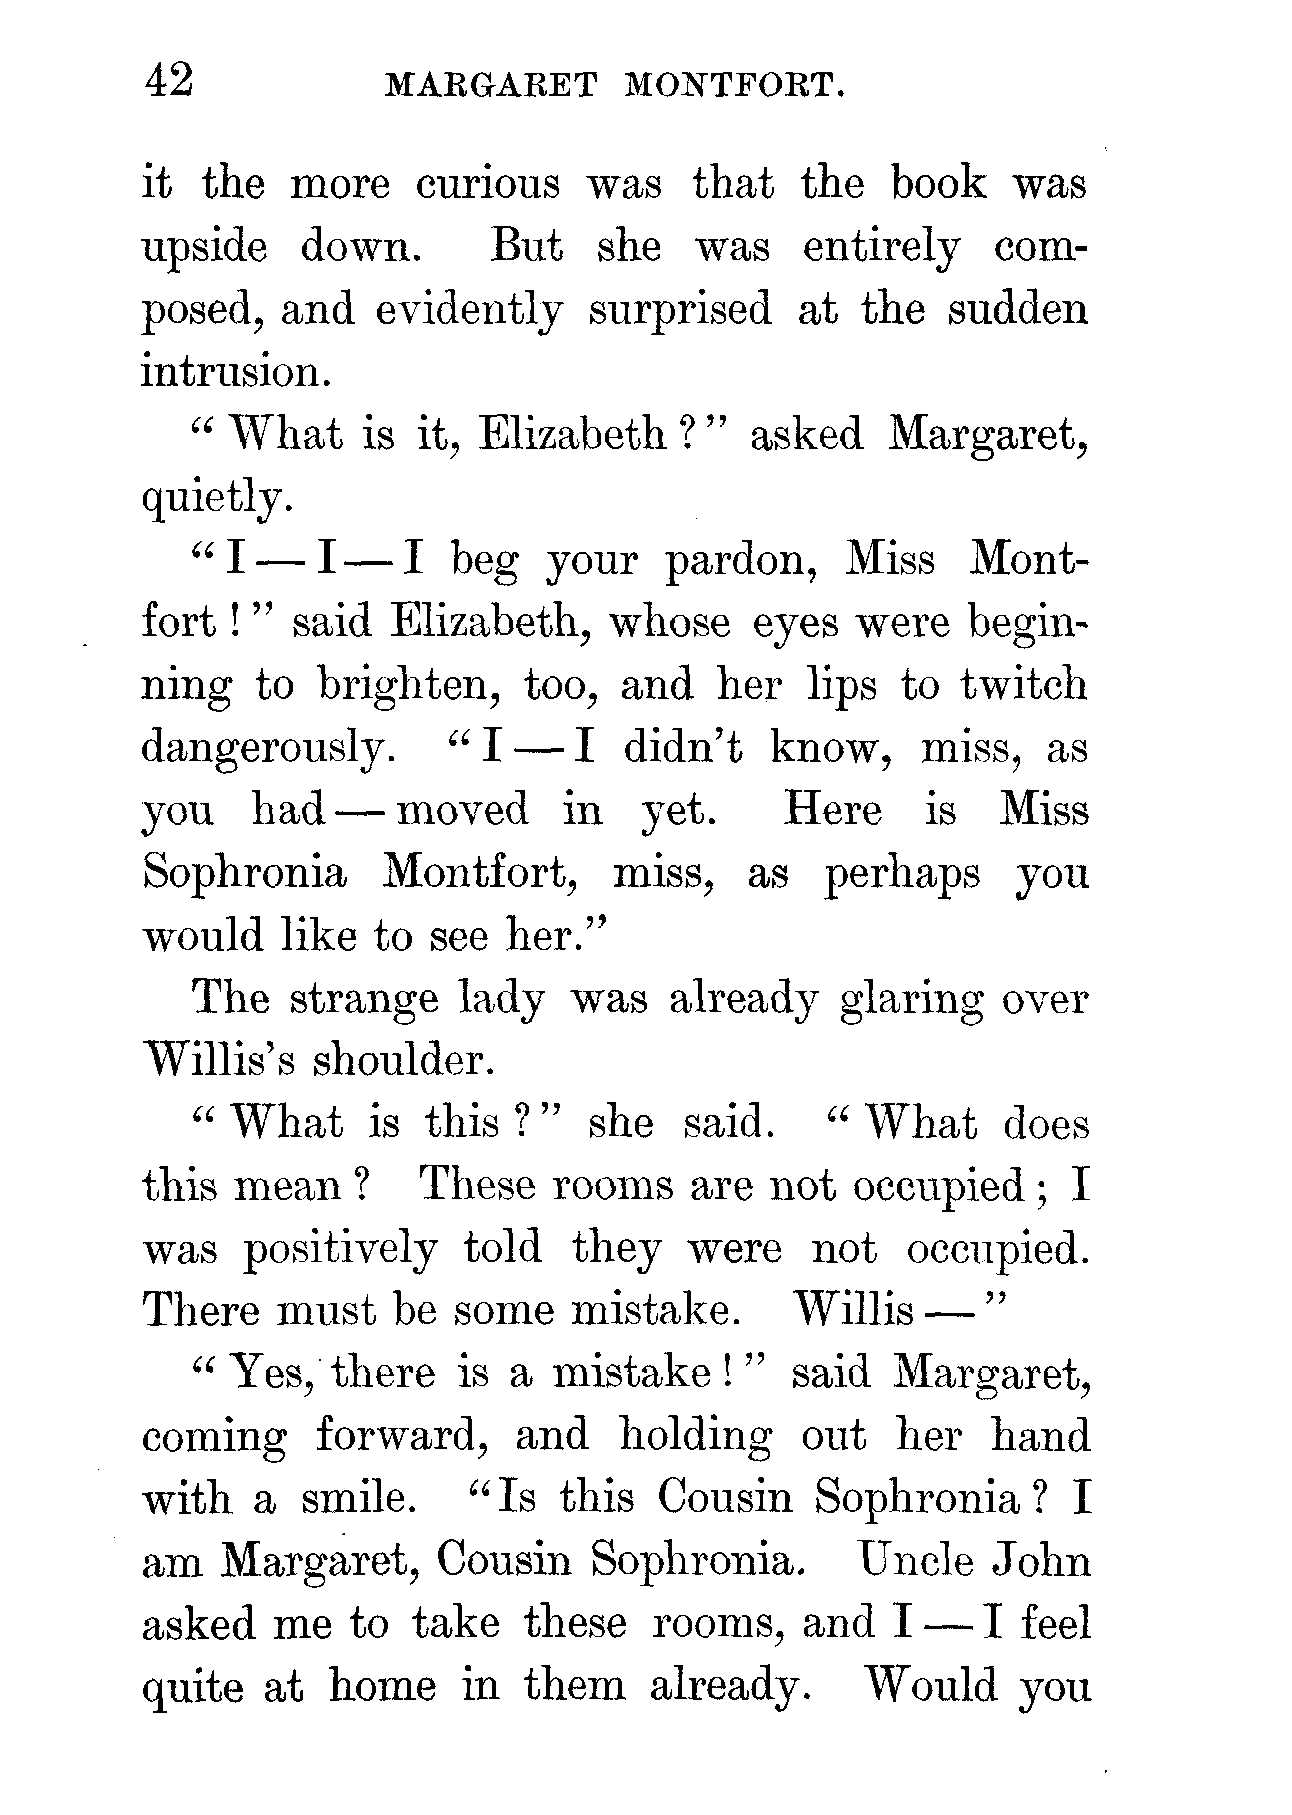 42 MARGARET MONTFORT.
it the more curious was that the book was
upside down. But she was entirely com-
posed, and evidently surprised at the sudden
intrusion.
“ What is it, Elizabeth ? ” asked Margaret,
quietly.
“ I — I — I beg your pardon, Miss Mont-
fort ! ” said Elizabeth, whose eyes were begin-
ning to brighten, too, and her lips to twitch
dangerously. “ I — I didn’t know, miss, as
you had — moved in yet. Here is Miss
Sophronia Montfort, miss, as perhaps you
would like to see her.”
The strange lady was already glaring over
Willis’s shoulder.
“ What is this ? ” she said. “ What does
this mean ? These rooms are not occupied ; I
was positively told they were not occupied.
There must be some mistake. Willis — ”
“ Yes, there is a mistake ! ” said Margaret,
coming forward, and holding out her hand
with a smile. “ Is this Cousin Sophronia ? I
am Margaret, Cousin Sophronia. Uncle John
asked me to take these rooms, and I — I feel
quite at home in them already. Would you